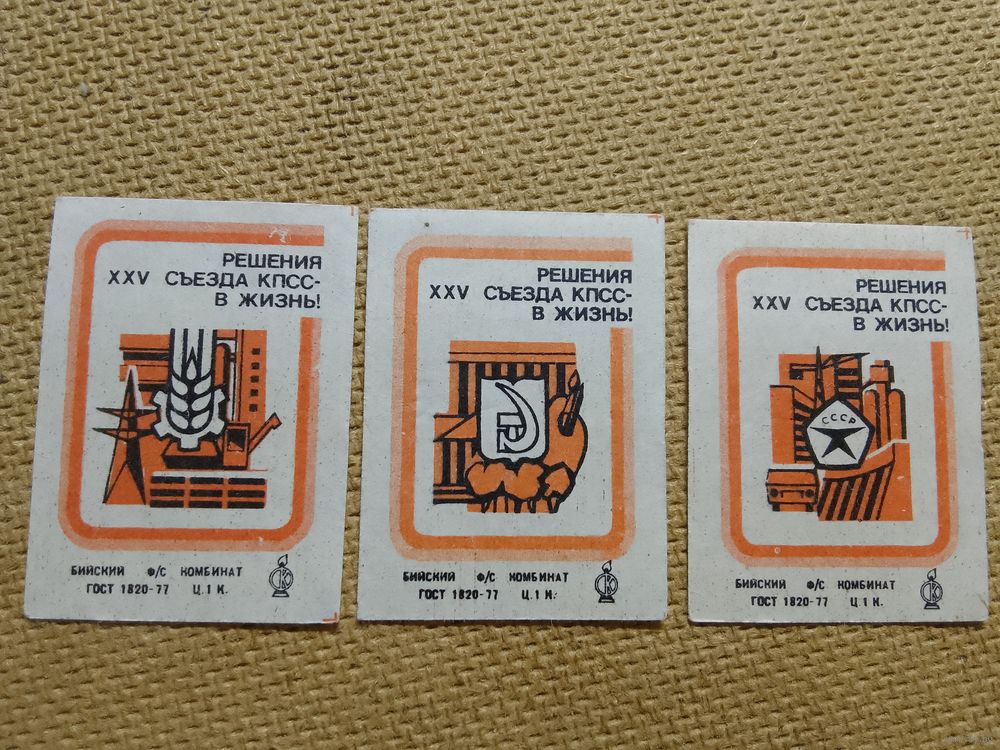 РЕШЕНИЯ
XXV СЪЕЗДА КПСС-
В ЖИЗНЬ!
БИЙСКИЙ Ф/С КОМБИНАТ
ГОСТ 1820-77 Ц.1 К.
РЕШЕНИЯ
XXV СЪЕЗДА КПСС-
В ЖИЗНЬ!
БИЙСКИЙ Ф/С КОМБИНАТ
ГОСТ 1820-77 Ц.1 К.
РЕШЕНИЯ
XXV СЪЕЗДА КПСС-
В ЖИЗНЬ!
СССР
БИЙСКИЙ Ф/С КОМБИНАТ
ГОСТ 1820-77 Ц.1 К.